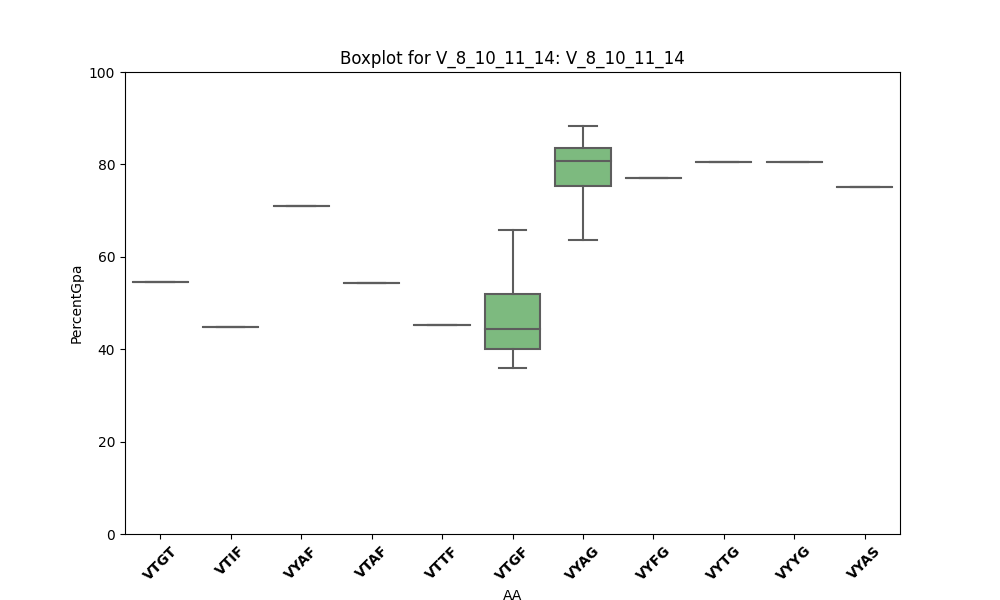 Boxplot for V_8_10_11_14: V_8_10_11_14
100
80
60
40
20
0
PercentGpa
VTGT VTIF VYAF VTAF VTTF VTGF VYAG VYFG VYTG VYYG VYAS
AA